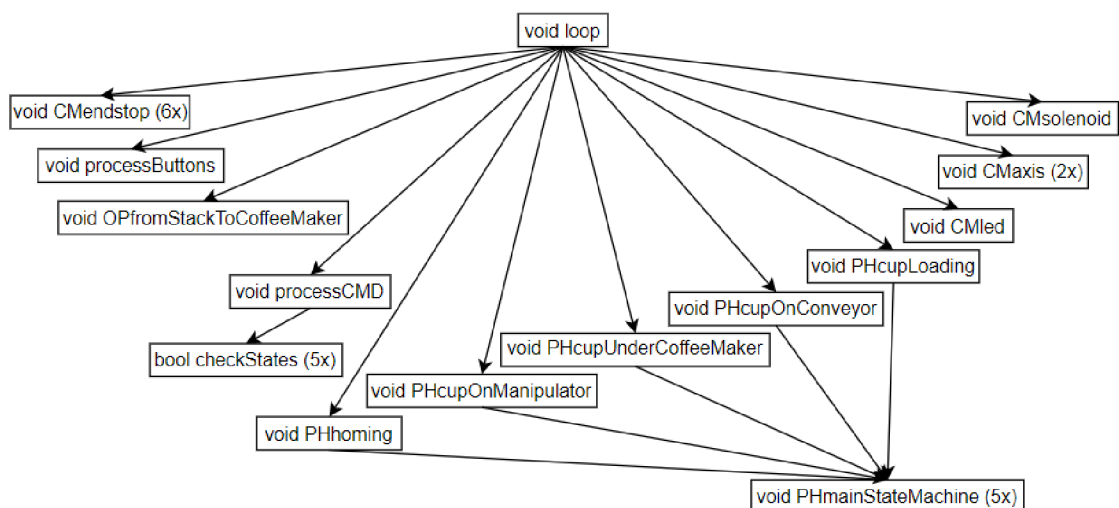 void loop
void CMendstop (6x)
void CMsolenoid
void processButtons
void CMaxis (2x)
void OPfromStackToCoffeeMaker
void CMled
void PHcupLoading
void processCMD
void PHcupOnConveyor
void PHcupUnderCoffeeMaker
bool checkStates (5x)
void PHcupOnManipulator
void PHhoming
void PHmainStateMachine (5x)